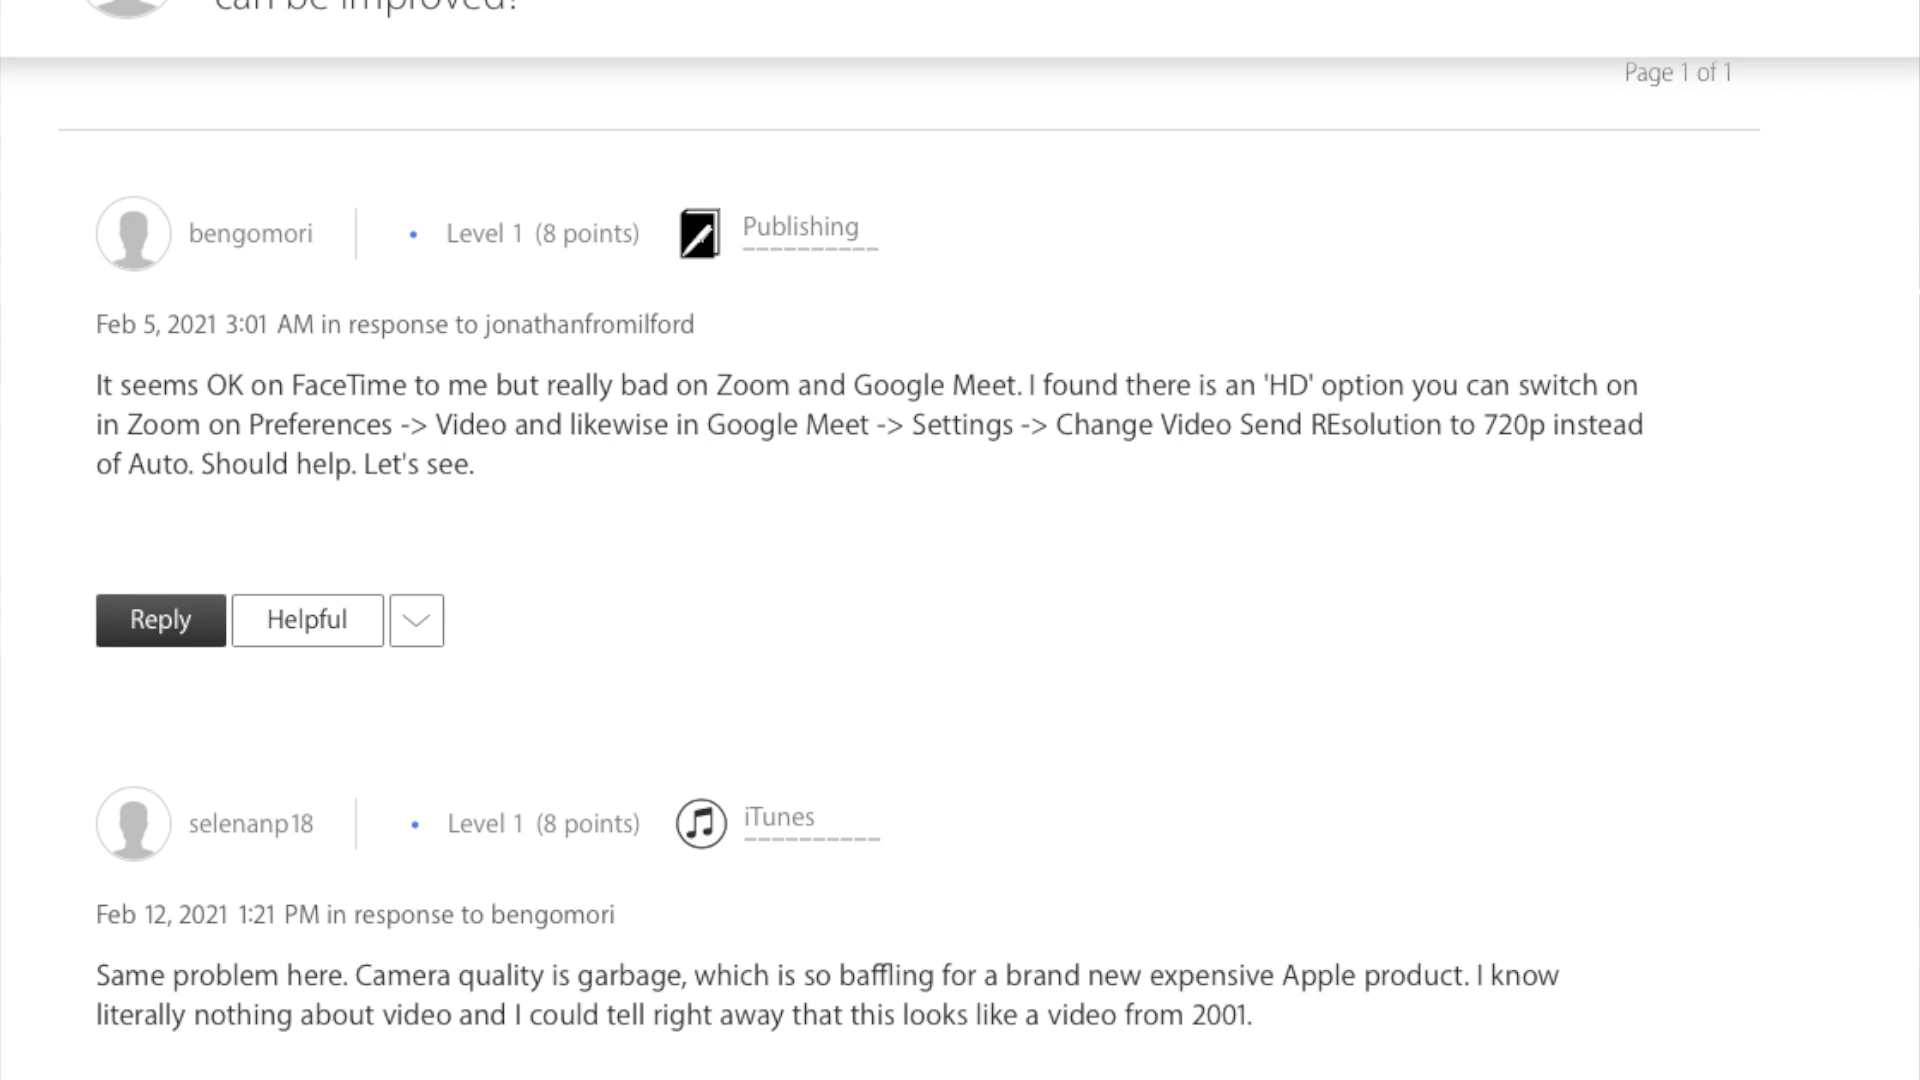 can be improved?
Page 1 of 1
bengomori
Level 1 (8 points)
Publishing
Feb 5, 2021 3:01 AM in response to jonathanfromilford
It seems OK on FaceTime to me but really bad on Zoom and Google Meet. I found there is an 'HD' option you can switch on
in Zoom on Preferences -> Video and likewise in Google Meet -> Settings -> Change Video Send REsolution to 720p instead
of Auto. Should help. Let's see.
Reply
Helpful
selenanp18
Level 1 (8 points)
iTunes
Feb 12, 2021 1:21 PM in response to bengomori
Same problem here. Camera quality is garbage, which is so baffling for a brand new expensive Apple product. I know
literally nothing about video and I could tell right away that this looks like a video from 2001.